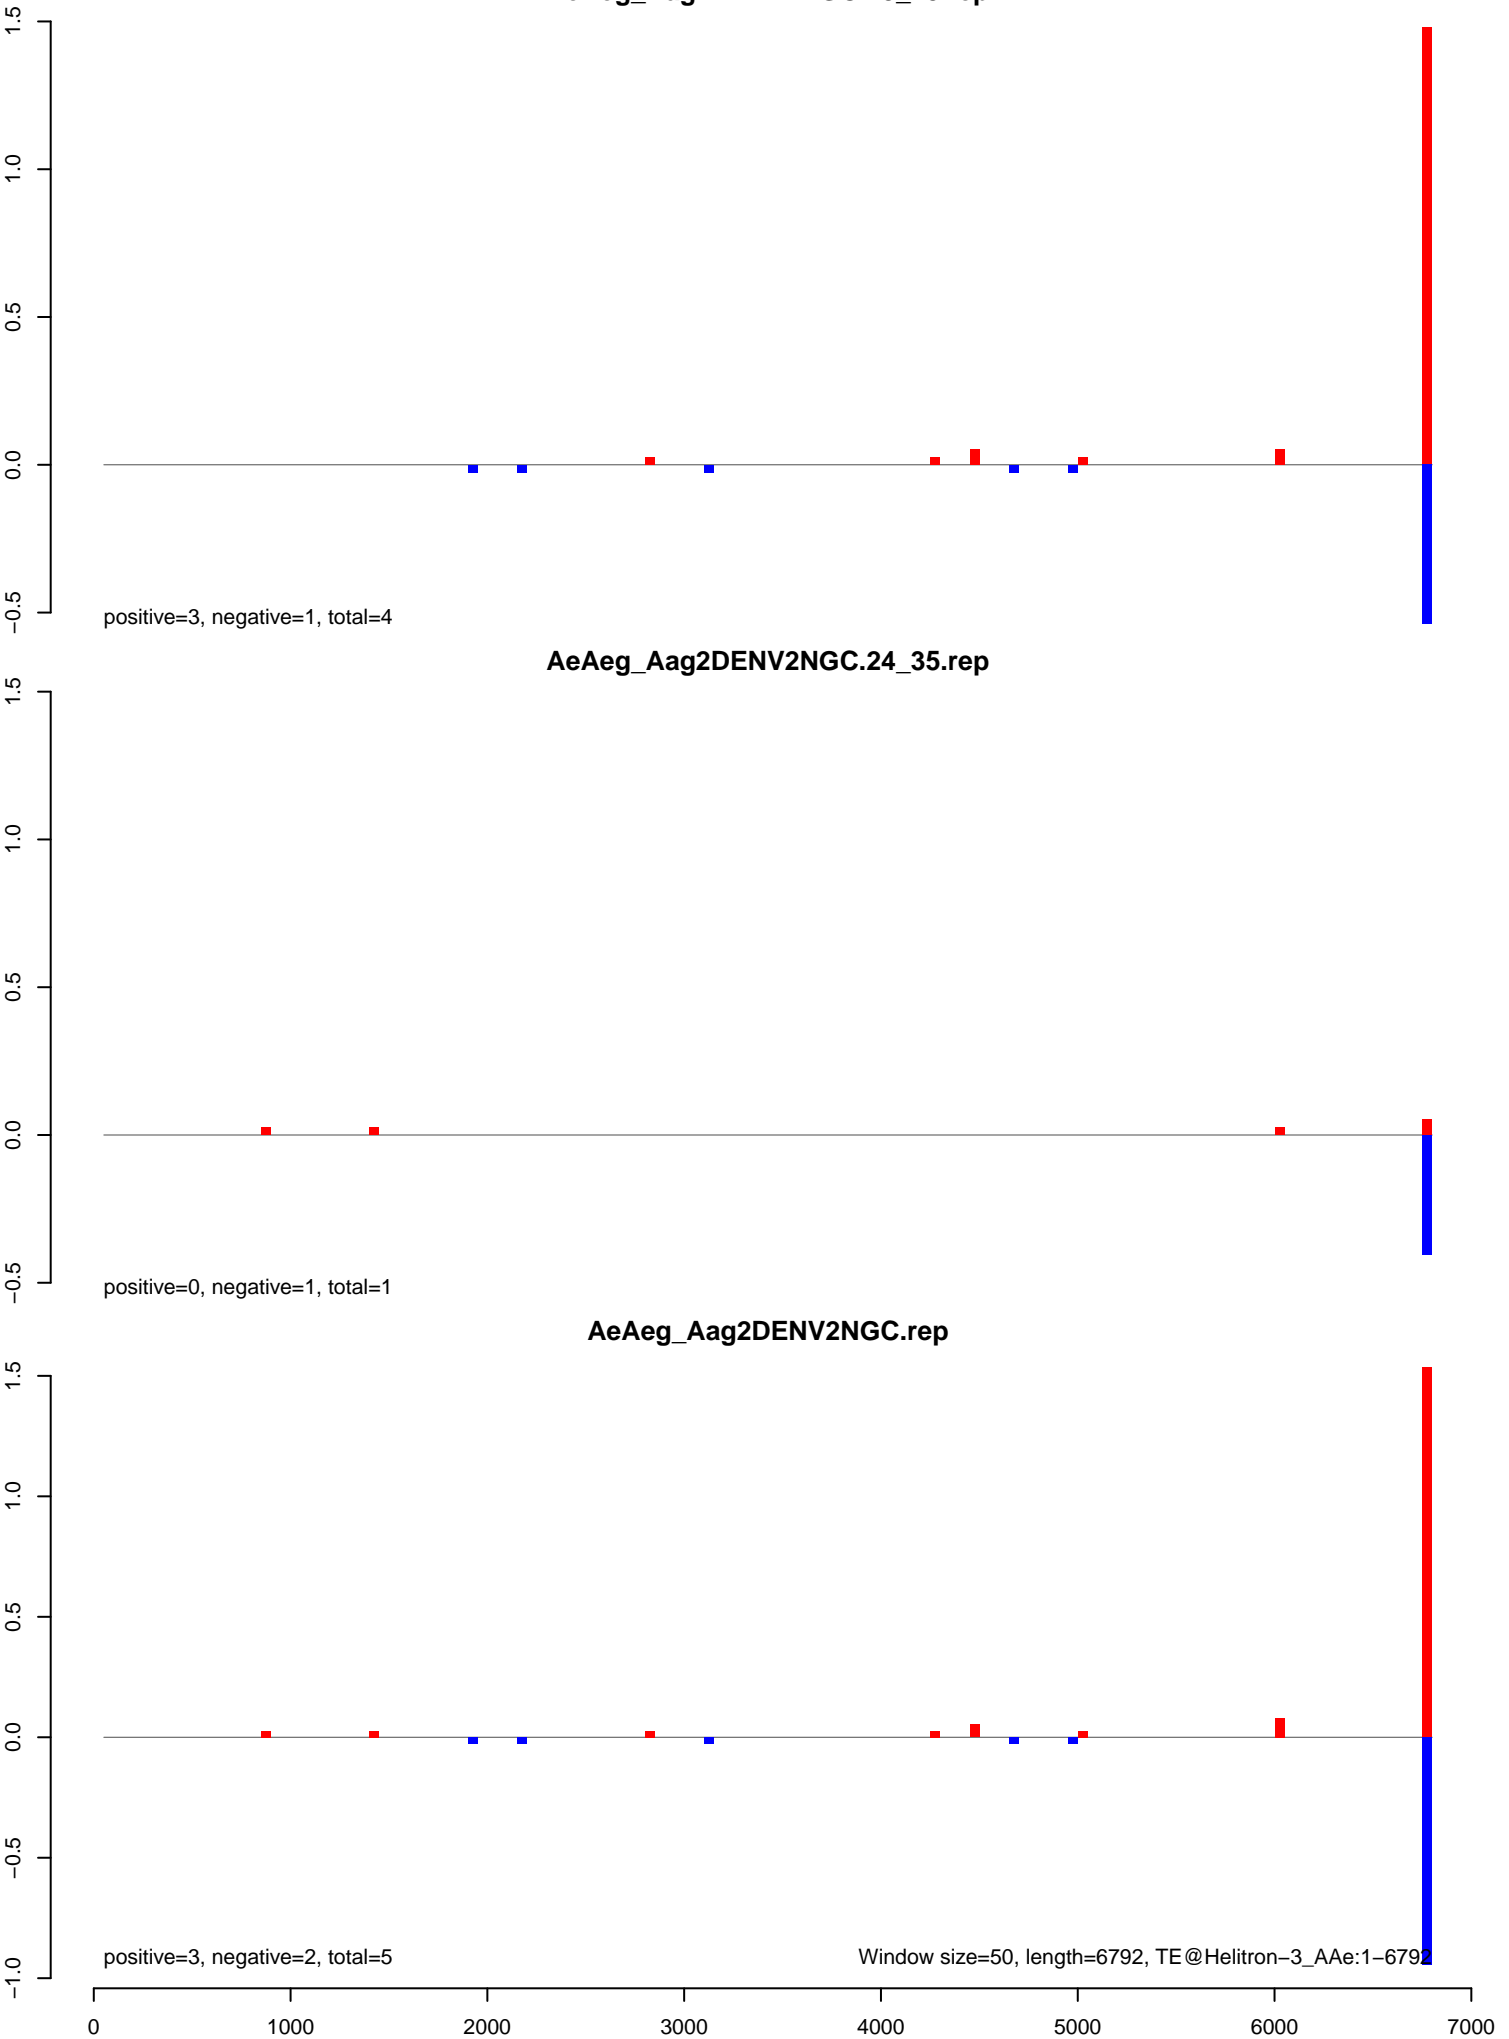 1.5
1.0
0.5
0.0
−0.5
positive=3, negative=1, total=4
AeAeg_Aag2DENV2NGC.24_35.rep
1.5
1.0
0.5
0.0
−0.5
positive=0, negative=1, total=1
AeAeg_Aag2DENV2NGC.rep
1.5
1.0
0.5
0.0
−0.5
−1.0
positive=3, negative=2, total=5
Window size=50, length=6792, TE@Helitron−3_AAe:1−6792
0 1000 2000 3000 4000 5000 6000 7000